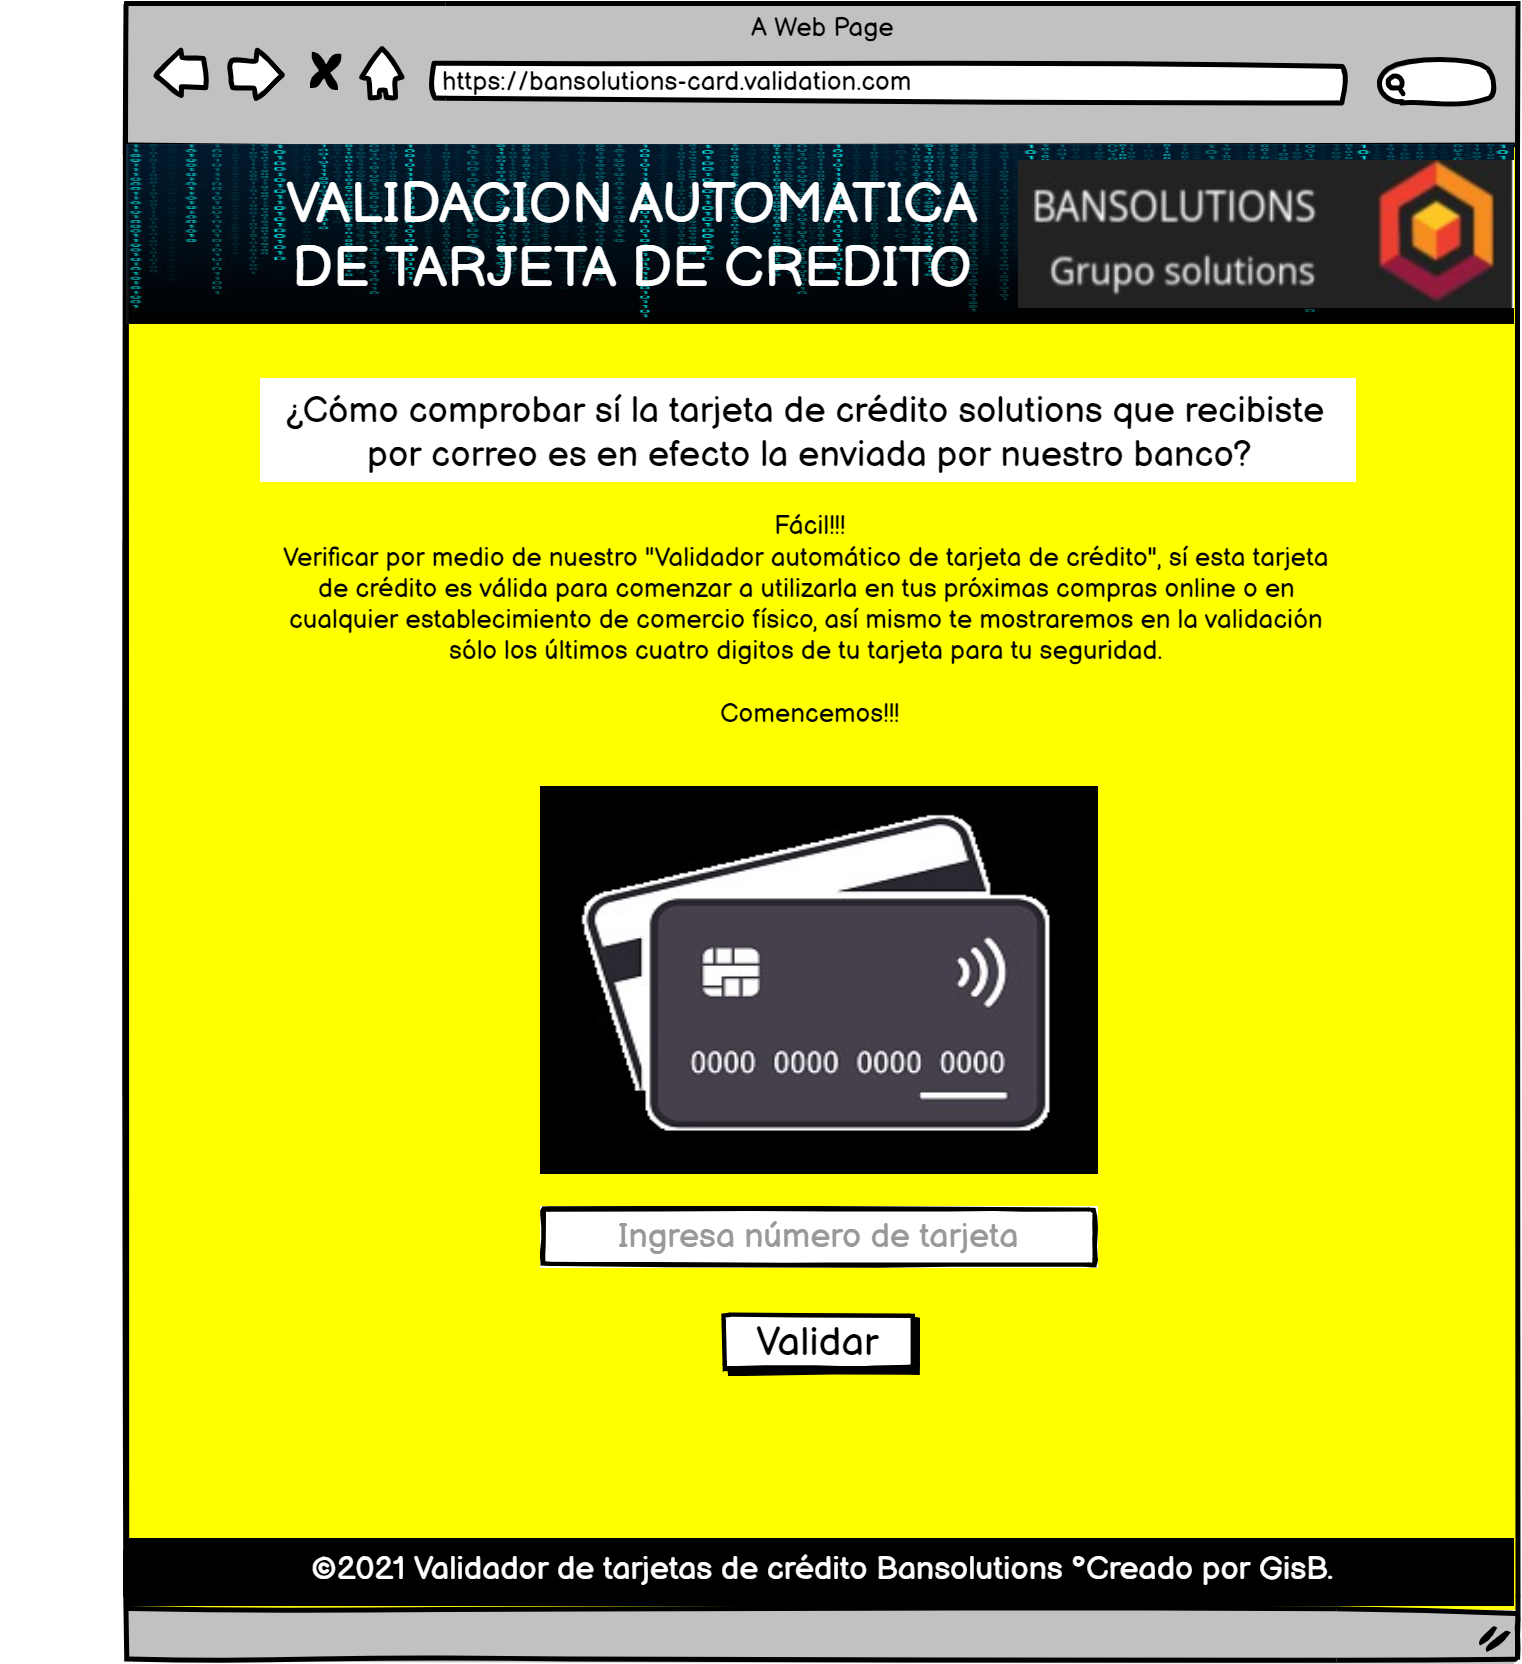 A Web Page
https://bansolutions-card.validation.com
VALIDACION AUTOMATICA
DE TARJETA DE CREDITO
BANSOLUTIONS
Grupo solutions
¿Cómo comprobar sí la tarjeta de crédito solutions que recibiste
por correo es en efecto la enviada por nuestro banco?
Fácil!!!
Verificar por medio de nuestro "Validador automático de tarjeta de crédito", sí esta tarjeta
de crédito es válida para comenzar a utilizarla en tus próximas compras online o en
cualquier establecimiento de comercio físico, así mismo te mostraremos en la validación
sólo los últimos cuatro digitos de tu tarjeta para tu seguridad.
Comencemos!!!
0000 0000 0000 0000
Ingresa número de tarjeta
Validar
©2021 Validador de tarjetas de crédito Bansolutions °Creado por GisB.